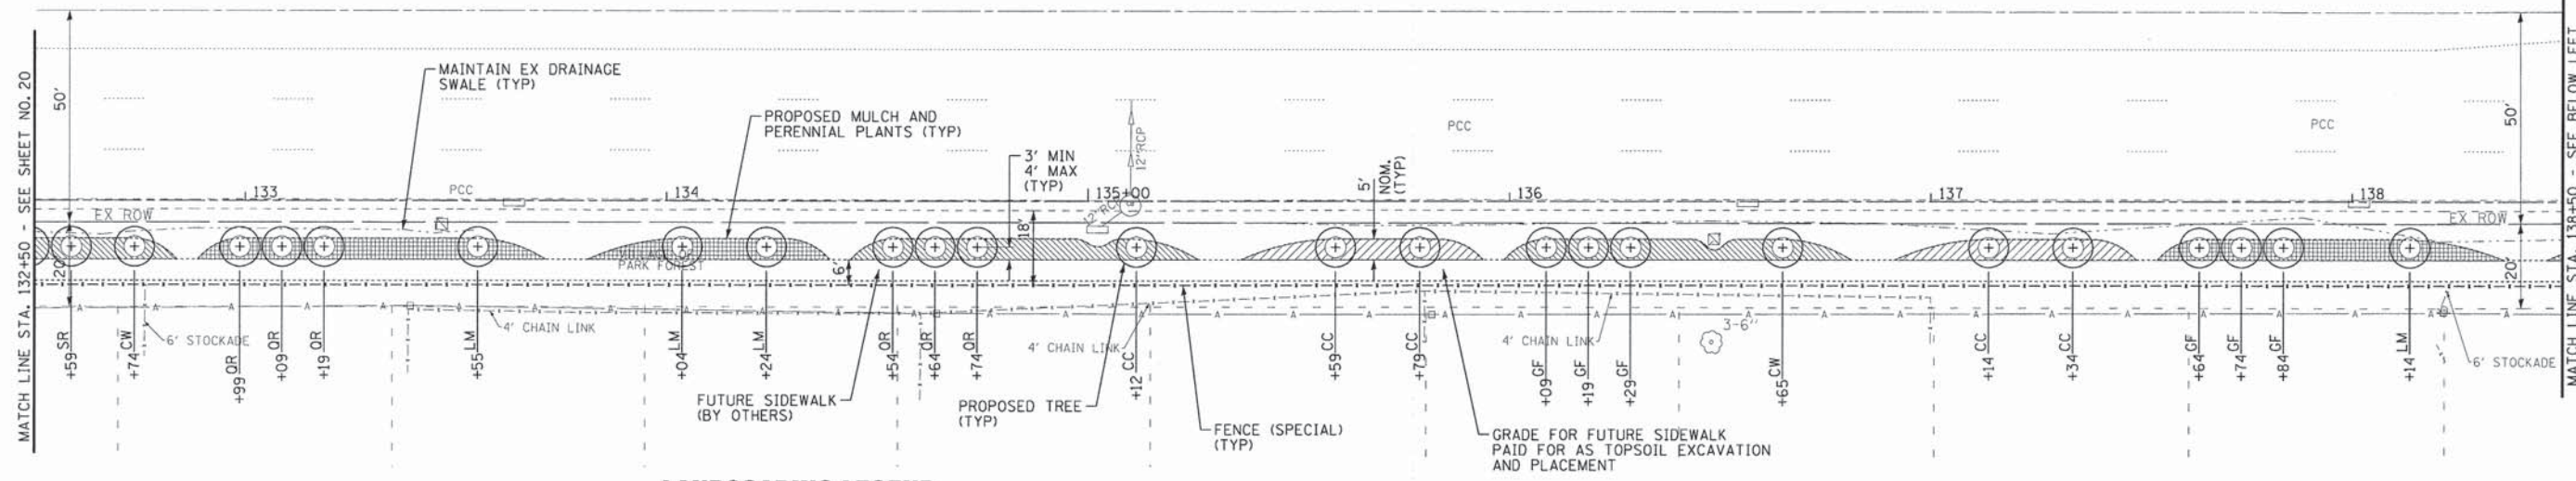 MATCH LINE STA. 132+50 - SEE SHEET NO. 20
50'
MAINTAIN EX DRAINAGE
SWALE (TYP)
PROPOSED MULCH AND
PERENNIAL PLANTS (TYP)
3' MIN
4' MAX
(TYP)
12"RCP
PCC
5'
NOM.
(TYP)
PCC
50'
MATCH LINE STA. 138+50 - SEE BELOW LEFT
133
PCC
134
135+00
136
137
138
EX ROW
12"RCP
18'
EX ROW
20'
PARK FOREST
6'
20'
4' CHAIN LINK
6' STOCKADE
4' CHAIN LINK
4' CHAIN LINK
3-6"
6' STOCKADE
+59 SR
+74 CW
+99 QR
+09 QR
+19 QR
+55 LM
+04 LM
+24 LM
+54 QR
+64 QR
+74 QR
+12 CC
+59 CC
+79 CC
+09 GF
+19 GF
+29 GF
+65 CW
+14 CC
+34 CC
+64 GF
+74 GF
+84 GF
+14 LM
FUTURE SIDEWALK
(BY OTHERS)
PROPOSED TREE
(TYP)
FENCE (SPECIAL)
(TYP)
GRADE FOR FUTURE SIDEWALK
PAID FOR AS TOPSOIL EXCAVATION
AND PLACEMENT